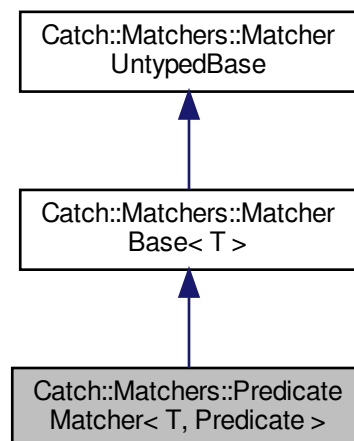 Catch::Matchers::Matcher
UntypedBase
Catch::Matchers::Matcher
Base< T >
Catch::Matchers::Predicate
Matcher< T, Predicate >